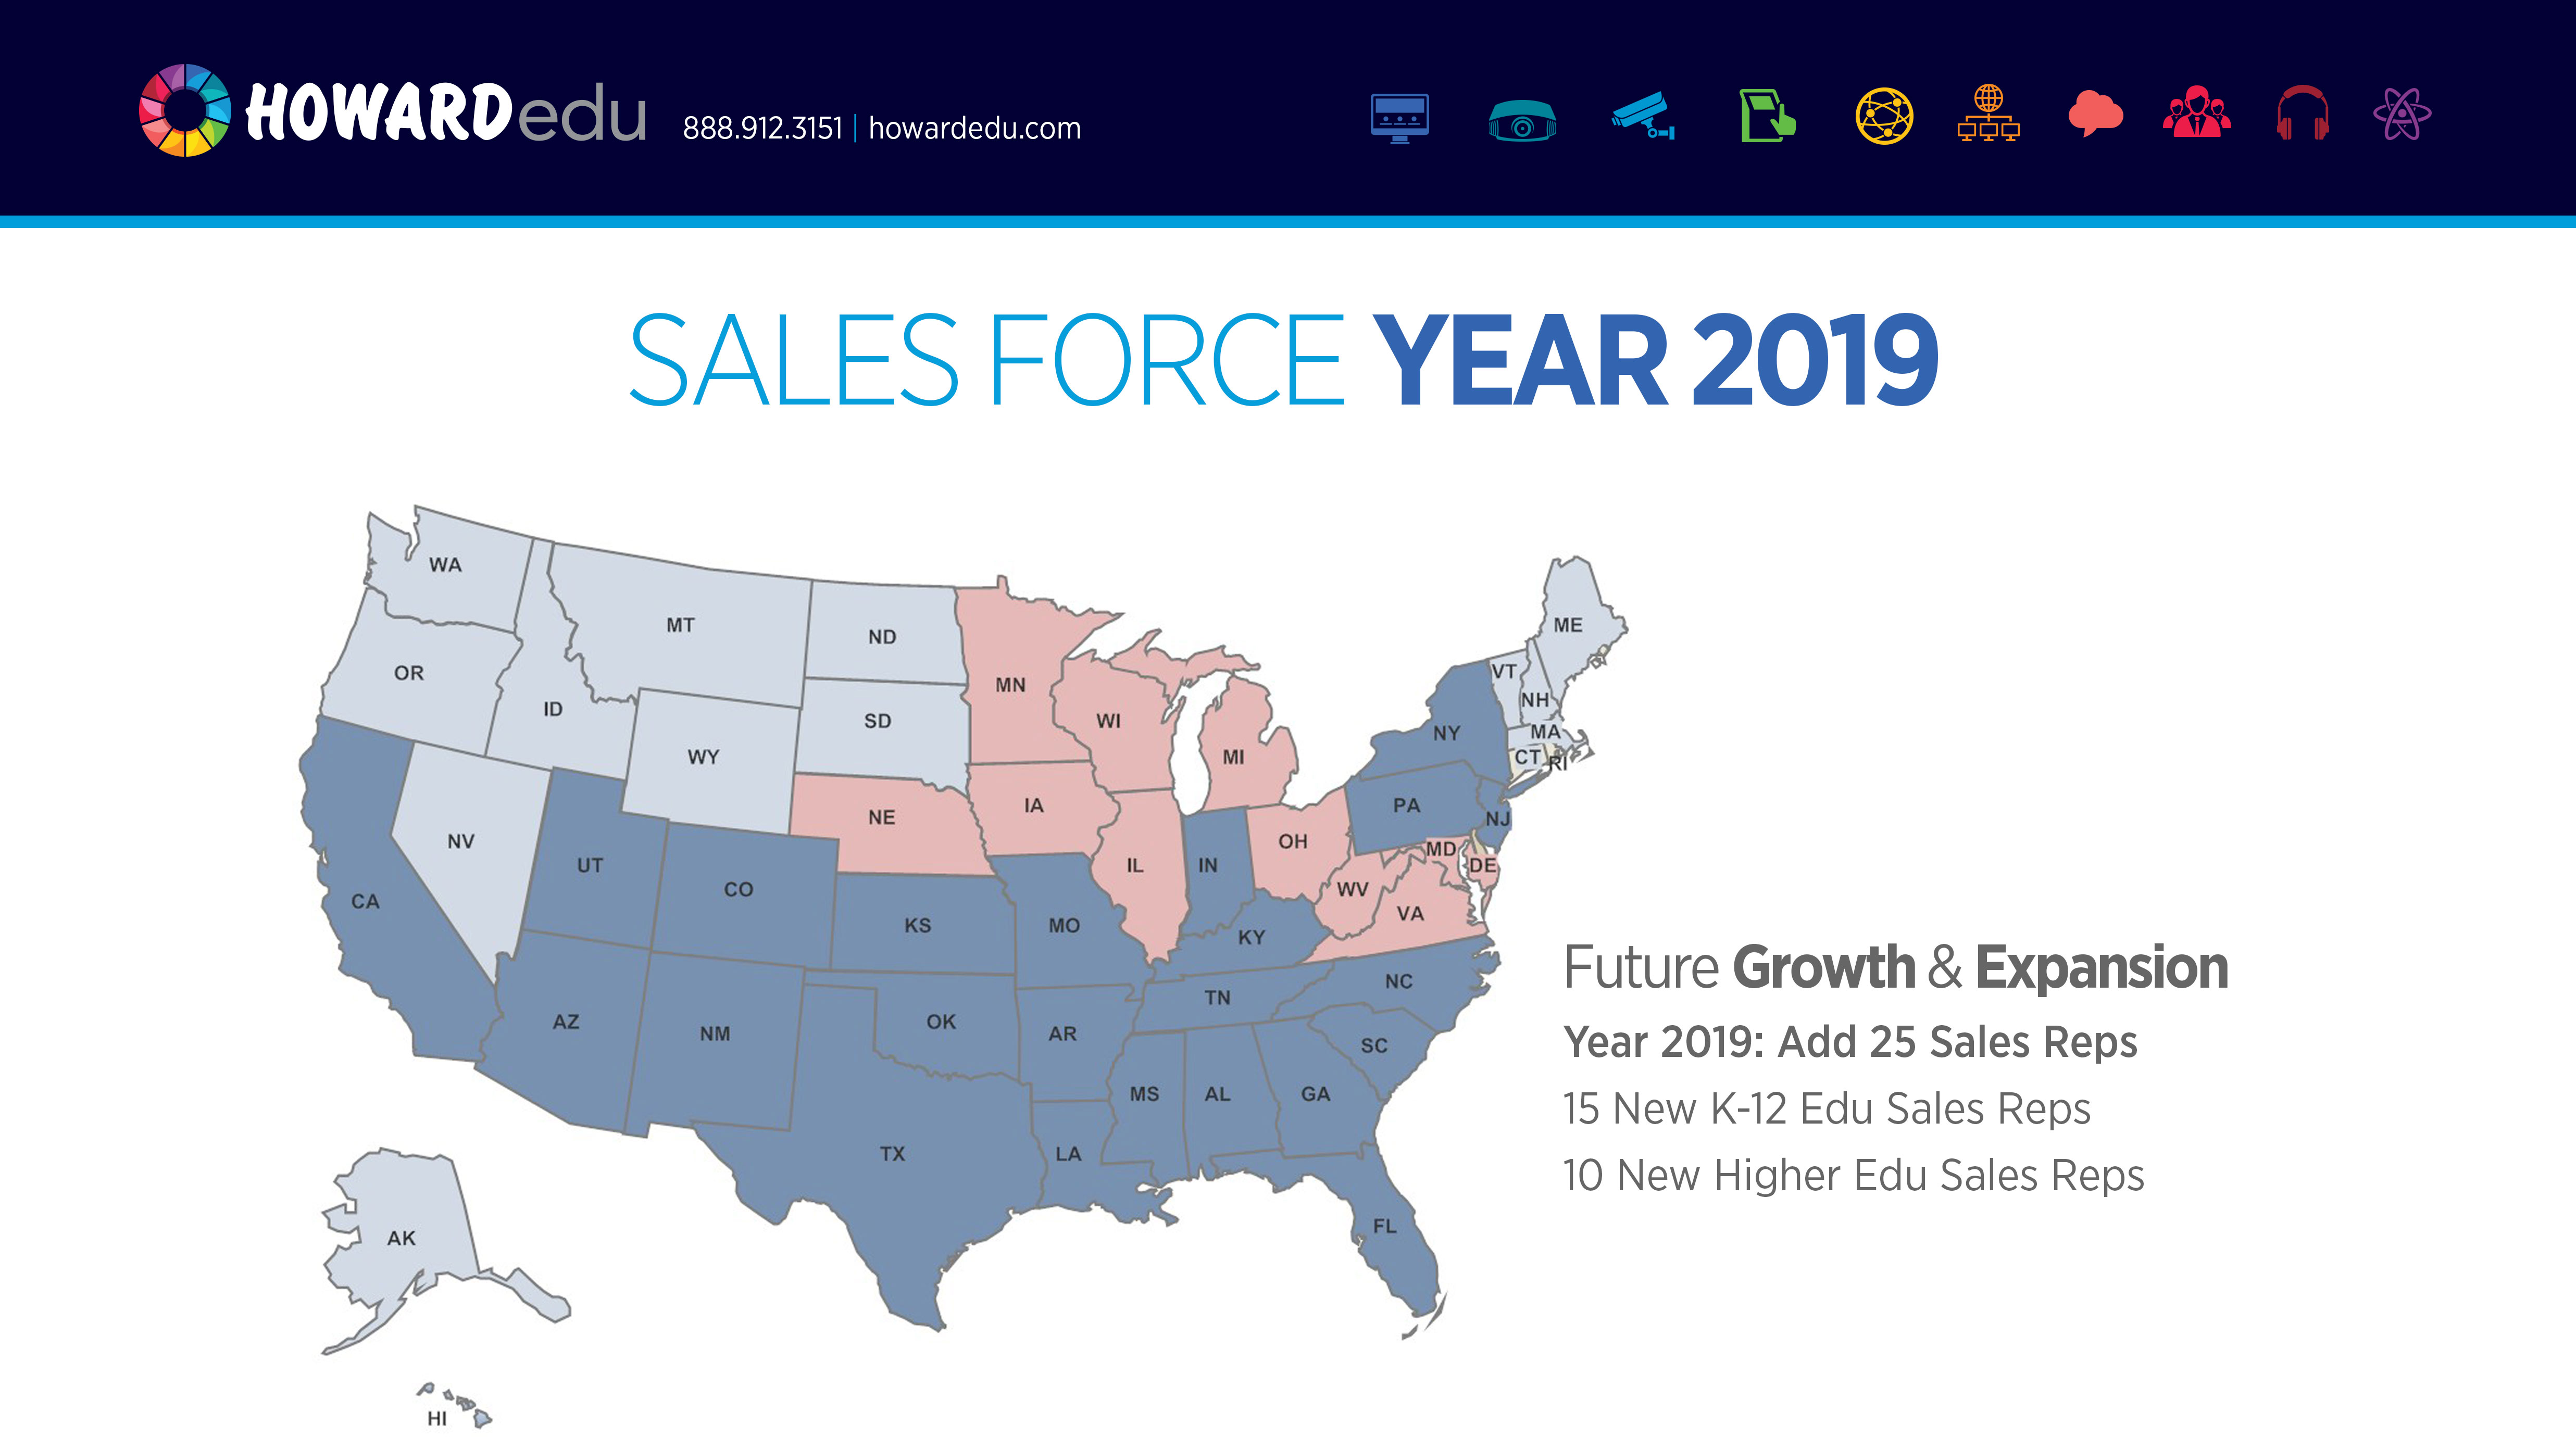 HOWARD edu 888.912.3151 | howardedu.com
SALES FORCE YEAR 2019
WA
MT
ND
OR
ID
MN
SD
WI
WY
MI
ME
VT
NH
NY
MA
CT
RI
NV
UT
CO
NE
IA
IL
IN
OH
PA
NJ
MD
DE
WV
VA
CA
KS
MO
KY
AZ
NM
OK
AR
TN
NC
SC
MS
AL
GA
TX
LA
FL
AK
HI
Future Growth & Expansion
Year 2019: Add 25 Sales Reps
15 New K-12 Edu Sales Reps
10 New Higher Edu Sales Reps